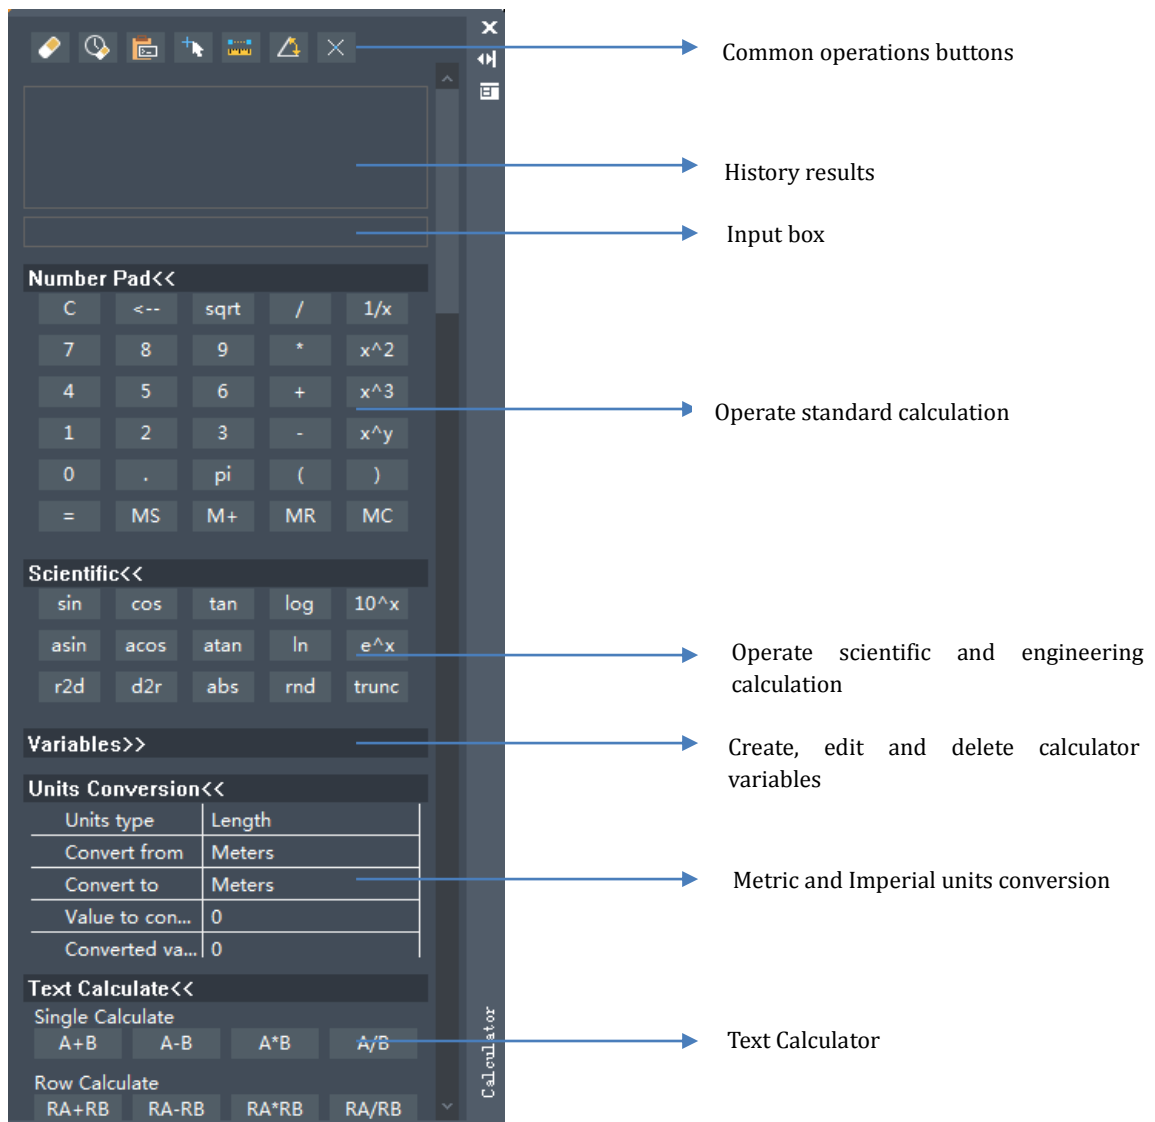 Common operations buttons
History results
Input box
Number Pad<<
C <-- sqrt / 1/x
7 8 9 * x^2
4 5 6 + x^3
Operate standard calculation
1 2 3 - x^y
0 . pi ( )
= MS M+ MR MC
Scientific<<
sin cos tan log 10^x
asin acos atan ln e^x
r2d d2r abs rnd trunc
Operate scientific and engineering
calculation
Variables>>
Create, edit and delete calculator
variables
Units Conversion<<
Units type Length
Convert from Meters
Convert to Meters
Value to con... 0
Converted va... 0
Metric and Imperial units conversion
Text Calculate<<
Single Calculate
A+B A-B A*B A/B
Text Calculator
Row Calculate
RA+RB RA-RB RA*RB RA/RB
Calculator